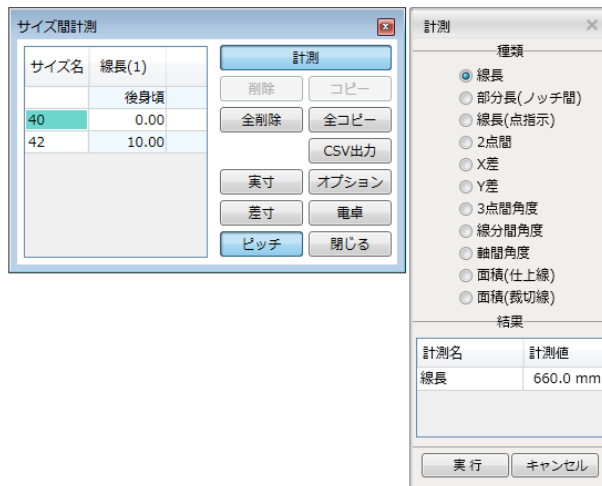 サイズ間計測
サイズ名 線長(1)
後身頃
40 0.00
42 10.00
計測
削除 コピー
全削除 全コピー
CSV出力
実寸 オプション
差寸 電卓
ピッチ 閉じる
計測
種類
線長
部分長(ノッチ間)
線長(点指示)
2点間
X差
Y差
3点間角度
線分間角度
軸間角度
面積(仕上線)
面積(裁切線)
結果
計測名 計測値
線長 660.0 mm
実行 キャンセル